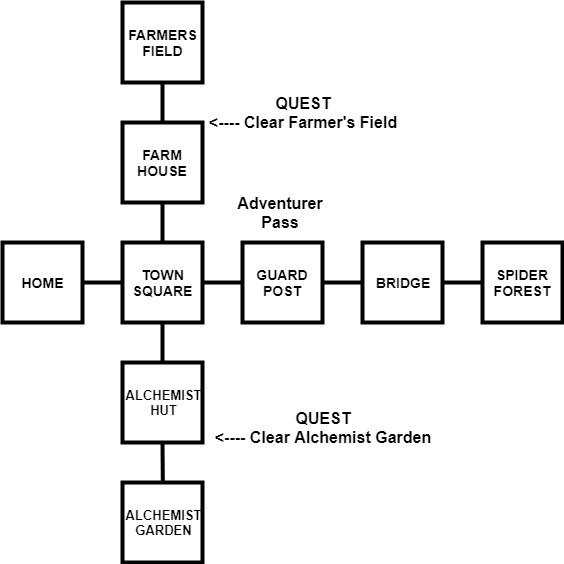 FARMERS
FIELD
QUEST
<---- Clear Farmer's Field
FARM
HOUSE
Adventurer
Pass
HOME
TOWN
SQUARE
GUARD
POST
BRIDGE
SPIDER
FOREST
ALCHEMIST
HUT
QUEST
<---- Clear Alchemist Garden
ALCHEMIST
GARDEN